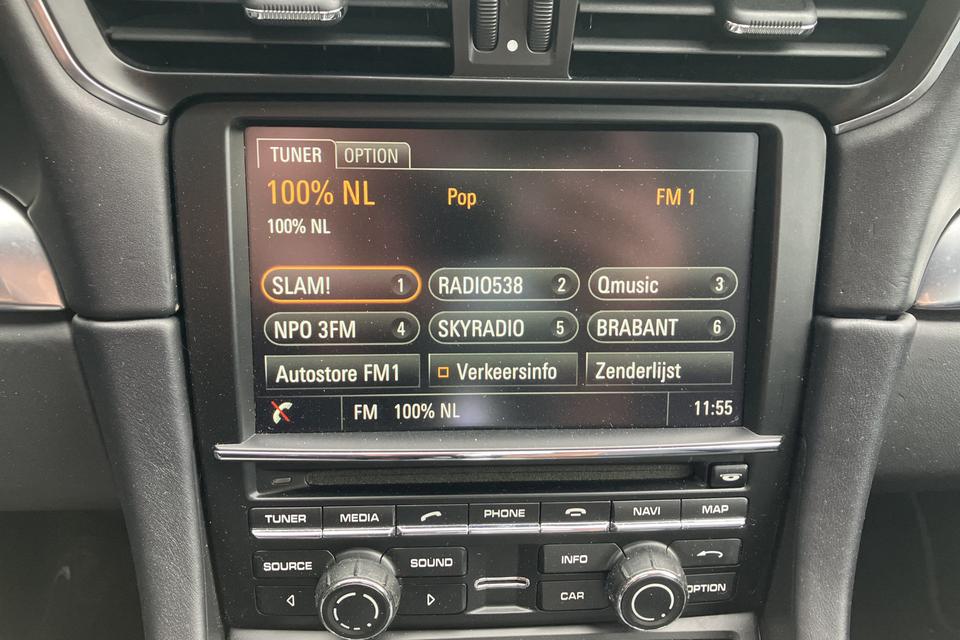 TUNER OPTION
100% NL Pop FM 1
100% NL
SLAM! 1 RADIO538 2 Qmusic 3
NPO 3FM 4 SKYRADIO 5 BRABANT 6
Autostore FM1 Verkeersinfo Zenderlijst
FM 100% NL 11:55
TUNER MEDIA PHONE NAVI MAP
SOURCE SOUND INFO
CAR OPTION